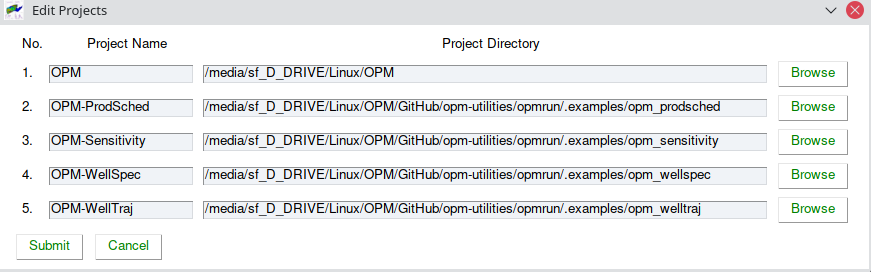 Edit Projects
No. Project Name Project Directory
1. OPM /media/sf_D_DRIVE/Linux/OPM Browse
2. OPM-ProdSched /media/sf_D_DRIVE/Linux/OPM/GitHub/opm-utilities/opmrun/.examples/opm_prodsched Browse
3. OPM-Sensitivity /media/sf_D_DRIVE/Linux/OPM/GitHub/opm-utilities/opmrun/.examples/opm_sensitivity Browse
4. OPM-WellSpec /media/sf_D_DRIVE/Linux/OPM/GitHub/opm-utilities/opmrun/.examples/opm_wellspec Browse
5. OPM-WellTraj /media/sf_D_DRIVE/Linux/OPM/GitHub/opm-utilities/opmrun/.examples/opm_welltraj Browse
Submit Cancel